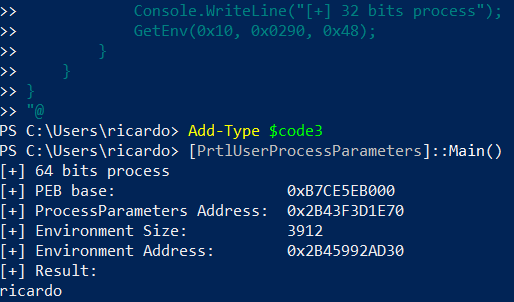 >>             Console.WriteLine("[+] 32 bits process");
>>             GetEnv(0x10, 0x0290, 0x48);
>>         }
>>     }
>> }
>> "@
PS C:\Users\ricardo> Add-Type $code3
PS C:\Users\ricardo> [PrtlUserProcessParameters]::Main()
[+] 64 bits process
[+] PEB base:                  0xB7CE5EB000
[+] ProcessParameters Address:  0x2B43F3D1E70
[+] Environment Size:          3912
[+] Environment Address:       0x2B45992AD30
[+] Result:
ricardo